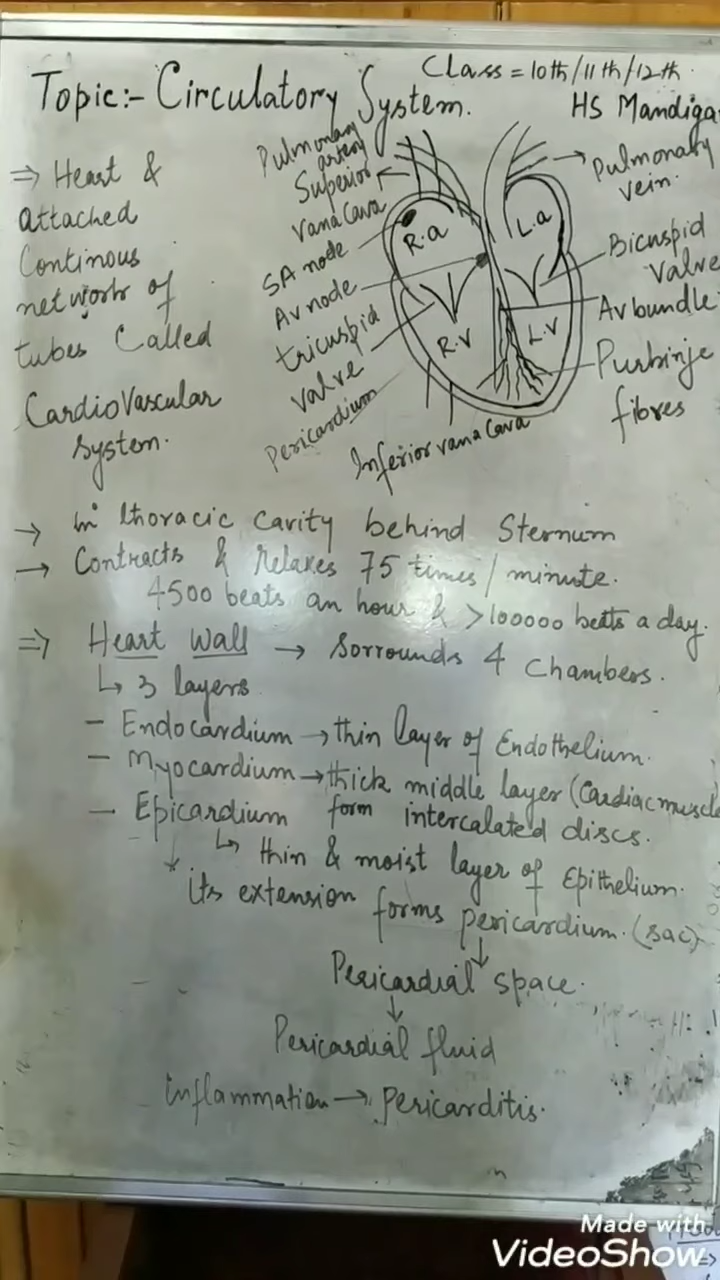 Class = 10th/11th/12th.
Topic:- Circulatory System.
HS Mandiga
⇒ Heart &
attached
Continous
network of
tubes Called
CardioVascular
System.
Pulmonary
artery
Superior
vanaCava
SA node
Av node
tricuspid
valve
Pericardium
R.a
L.a
R.V
L.V
Pulmonary
vein.
Bicuspid
Valve
Av bundle
Purbinje
fibres
Inferior vana Cava
→ In thoracic cavity behind Sternum
→ Contracts & relaxes 75 times/minute.
4500 beats an hour & >100000 beats a day.
⇒ Heart Wall → Sorrounds 4 Chambers.
↳ 3 layers
- Endocardium → thin layer of Endothelium.
- Myocardium → thick middle layer (Cardiac muscle
form intercalated discs.
- Epicardium
↳ thin & moist layer of Epithelium.
its extension forms pericardium. (sac)
↓
Pericardial space.
↓
Pericardial fluid
inflammation → Pericarditis.
Made with
VideoShow